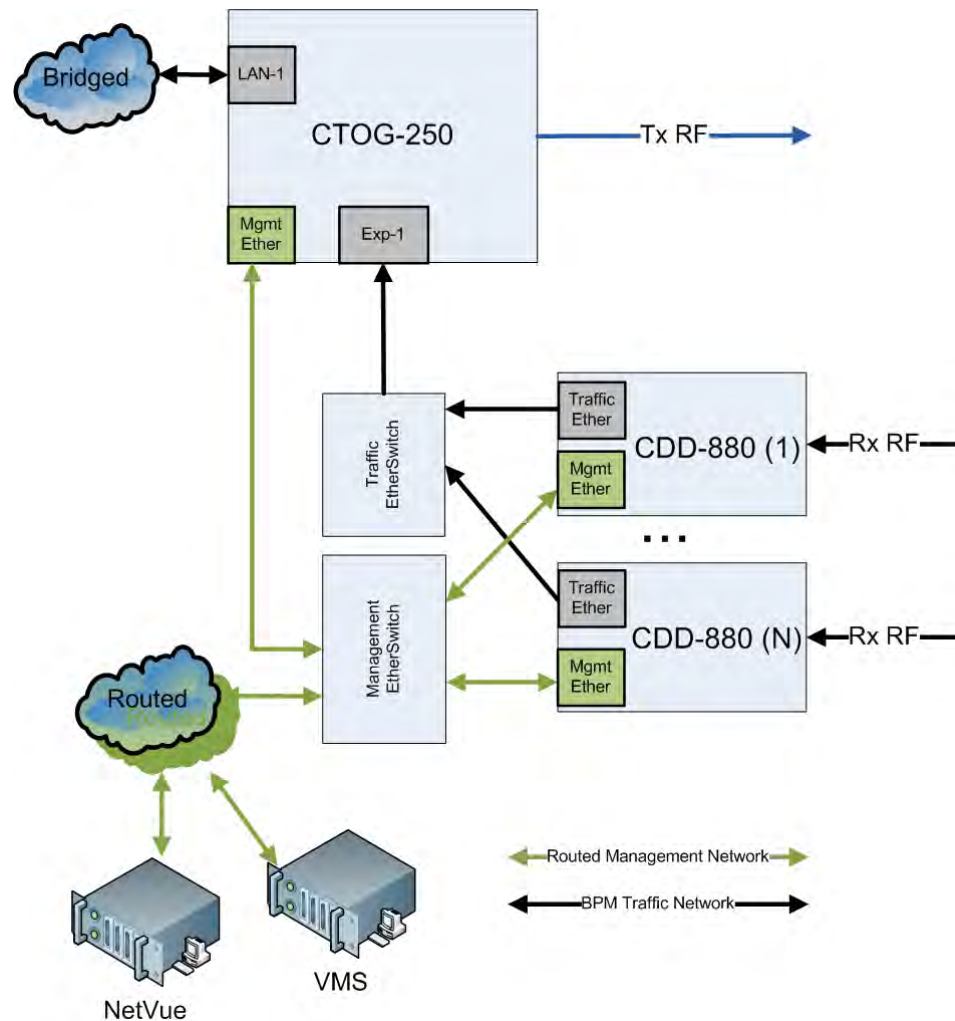 Bridged
LAN-1
CTOG-250
Tx RF
Mgmt
Ether
Exp-1
Traffic
EtherSwitch
Traffic
Ether
CDD-880 (1)
Rx RF
Mgmt
Ether
...
Traffic
Ether
CDD-880 (N)
Rx RF
Mgmt
Ether
Management
EtherSwitch
Routed
Routed
Routed Management Network
BPM Traffic Network
NetVue
VMS